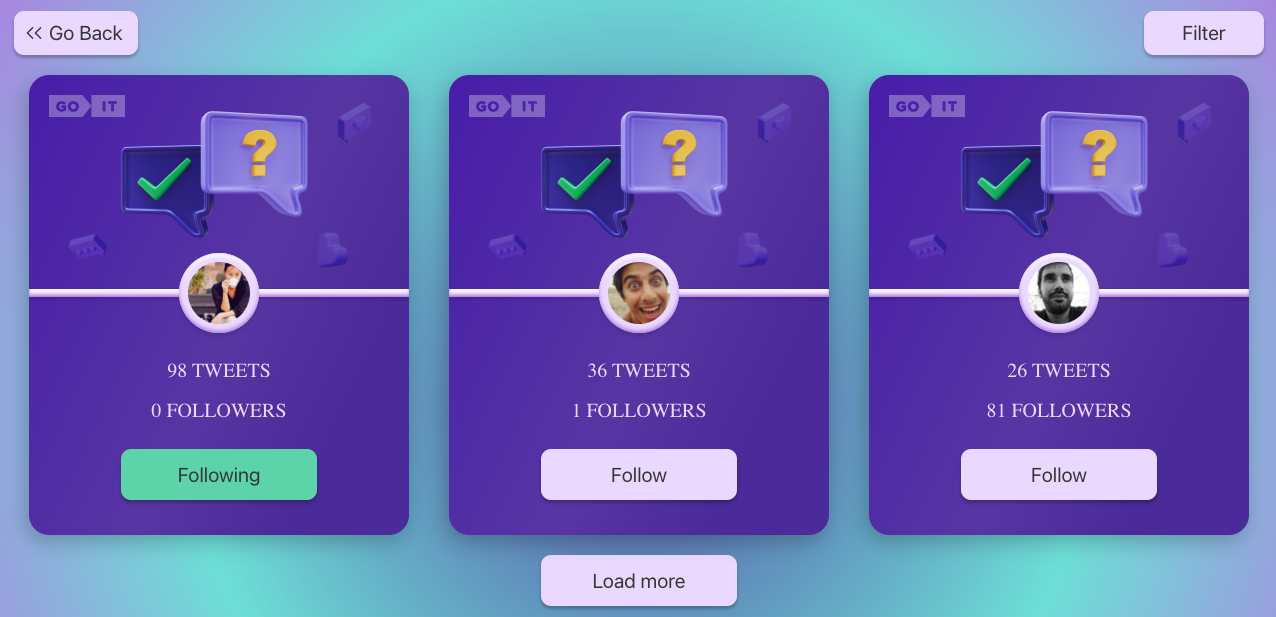 Go Back
Filter
GO IT
?
98 TWEETS
0 FOLLOWERS
Following
GO IT
?
36 TWEETS
1 FOLLOWERS
Follow
GO IT
?
26 TWEETS
81 FOLLOWERS
Follow
Load more